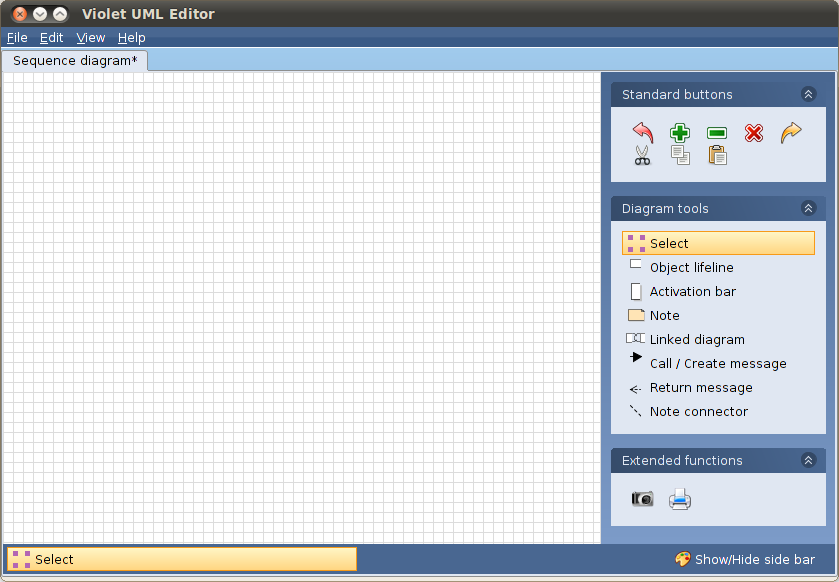 Violet UML Editor
File Edit View Help
Sequence diagram*
Standard buttons
Diagram tools
Select
Object lifeline
Activation bar
Note
Linked diagram
Call / Create message
Return message
Note connector
Extended functions
Select
Show/Hide side bar